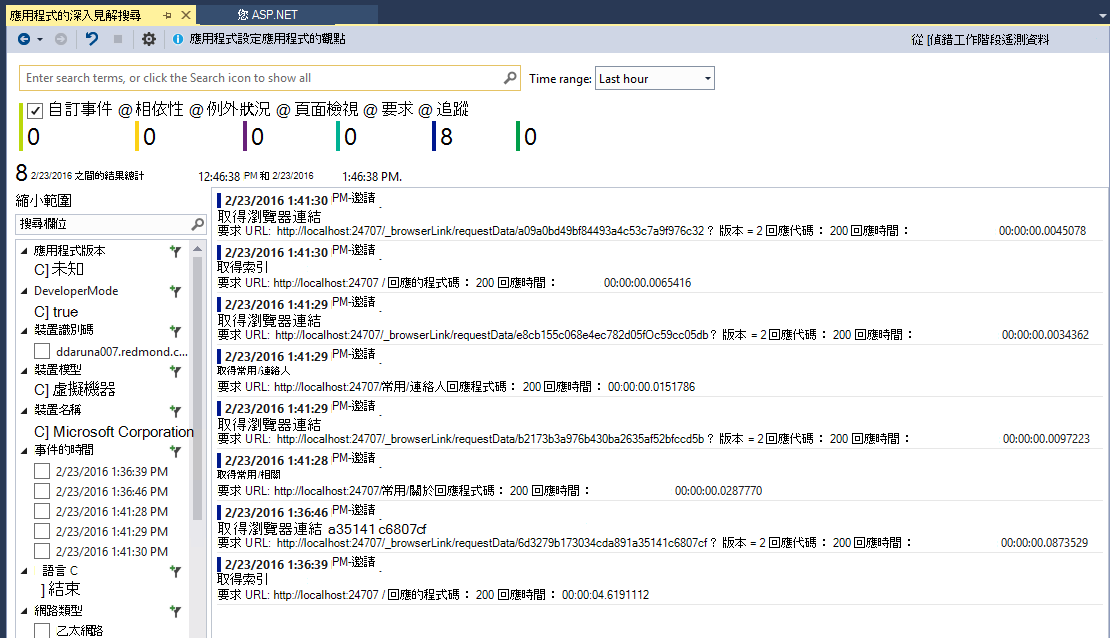 應用程式的深入見解搜尋
您 ASP.NET
應用程式設定應用程式的觀點
從 [偵錯工作階段遙測資料
Enter search terms, or click the Search icon to show all
Time range: Last hour
自訂事件 @ 相依性 @ 例外狀況 @ 頁面檢視 @ 要求 @ 追蹤
0 0 0 0 8 0
8 2/23/2016 之間的結果總計 12:46:38 PM 和 2/23/2016 1:46:38 PM.
縮小範圍
搜尋欄位
應用程式版本
C] 未知
DeveloperMode
C] true
裝置識別碼
ddaruna007.redmond.c...
裝置模型
C] 虛擬機器
裝置名稱
C] Microsoft Corporation
事件的時間
2/23/2016 1:36:39 PM
2/23/2016 1:36:46 PM
2/23/2016 1:41:28 PM
2/23/2016 1:41:29 PM
2/23/2016 1:41:30 PM
語言 C
] 結束
網路類型
乙太網路
2/23/2016 1:41:30 PM-邀請
取得瀏覽器連結
要求 URL: http://localhost:24707/_browserLink/requestData/a09a0bd49bf84493a4c53c7a9f976c32？ 版本 = 2 回應代碼： 200 回應時間： 00:00:00.0045078
2/23/2016 1:41:30 PM-邀請
取得索引
要求 URL: http://localhost:24707 / 回應的程式碼： 200 回應時間： 00:00:00.0065416
2/23/2016 1:41:29 PM-邀請
取得瀏覽器連結
要求 URL: http://localhost:24707/_browserLink/requestData/e8cb155c068e4ec782d05fOc59cc05db？ 版本 = 2 回應代碼： 200 回應時間： 00:00:00.0034362
2/23/2016 1:41:29 PM-邀請
取得常用/連絡人
要求 URL: http://localhost:24707/常用/連絡人回應程式碼： 200 回應時間： 00:00:00.0151786
2/23/2016 1:41:29 PM-邀請
取得瀏覽器連結
要求 URL: http://localhost:24707/_browserLink/requestData/b2173b3a976b430ba2635af52bfccd5b？ 版本 = 2 回應代碼： 200 回應時間： 00:00:00.0097223
2/23/2016 1:41:28 PM-邀請
取得常用/相關
要求 URL: http://localhost:24707/常用/關於回應程式碼： 200 回應時間： 00:00:00.0287770
2/23/2016 1:36:46 PM-邀請
取得瀏覽器連結 a35141 c6807cf
要求 URL: http://localhost:24707/_browserLink/requestData/6d3279b173034cda891a35141c6807cf？ 版本 = 2 回應代碼： 200 回應時間： 00:00:00.0873529
2/23/2016 1:36:39 PM-邀請
取得索引
要求 URL: http://localhost:24707 / 回應的程式碼： 200 回應時間： 00:00:04.6191112